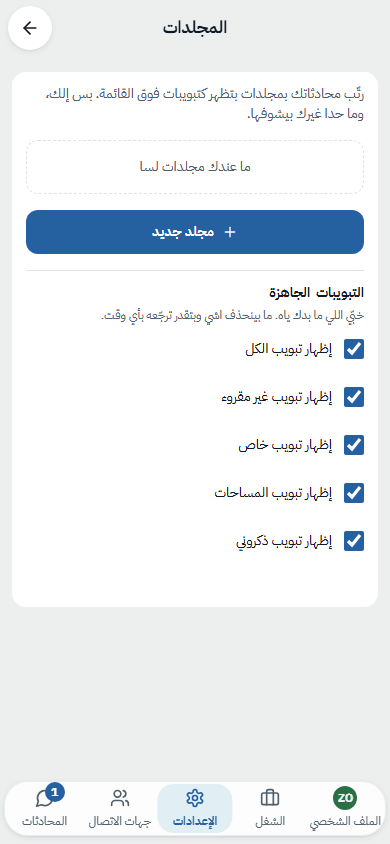 المجلدات
رتّب محادثاتك بمجلدات بتظهر كتبويبات فوق القائمة. بس إلك،
وما حدا غيرك بيشوفها.
ما عندك مجلدات لسا
+ مجلد جديد
التبويبات الجاهزة
خبّي اللي ما بدك ياه. ما بينحذف اشي وبتقدر ترجّعه بأي وقت.
إظهار تبويب الكل
إظهار تبويب غير مقروء
إظهار تبويب خاص
إظهار تبويب المساحات
إظهار تبويب ذكروني
ZO
1
الملف الشخصي
الشغل
الإعدادات
جهات الاتصال
المحادثات